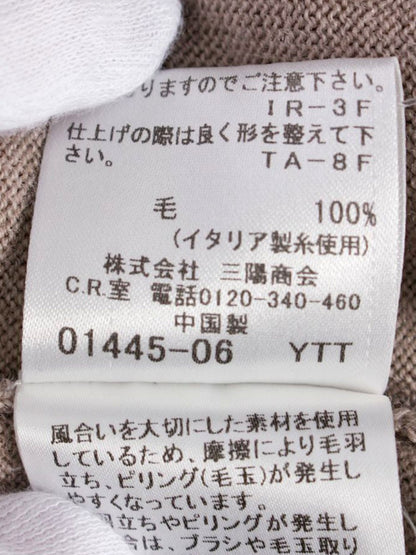 りますのでご注意下さい。
IR-3F
仕上げの際は良く形を整えて下
さい。 TA-8F
毛 100%
(イタリア製糸使用)
株式会社 三陽商会
C.R.室 電話0120-340-460
中国製
01445-06 YTT
風合いを大切にした素材を使用
しているため、摩擦により毛羽
立ち、ピリング(毛玉)が発生し
やすくなっています。
立ちやピリングが発生し
合は、ブラシや毛玉取り